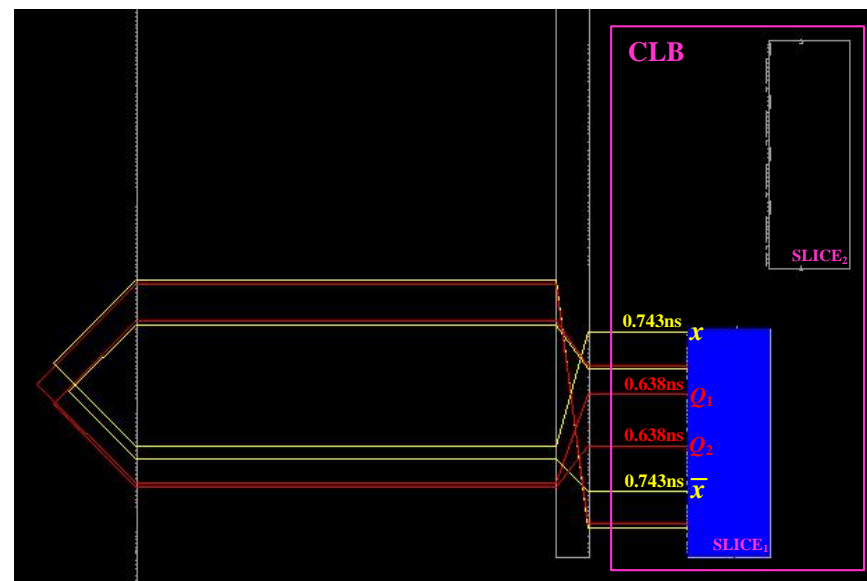 CLB
SLICE₂
0.743ns x
0.638ns Q₁
0.638ns Q₂
0.743ns x̅
SLICE₁